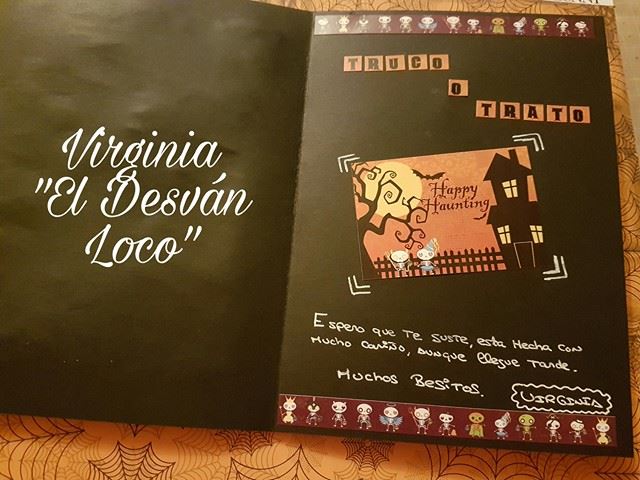 Virginia
"El Desván
Loco"
TRUCO
O
TRATO
Happy
Haunting
Espero que te guste, esta hecha con
mucho cariño, aunque llegue tarde.
Muchos Besitos.
VIRGINIA